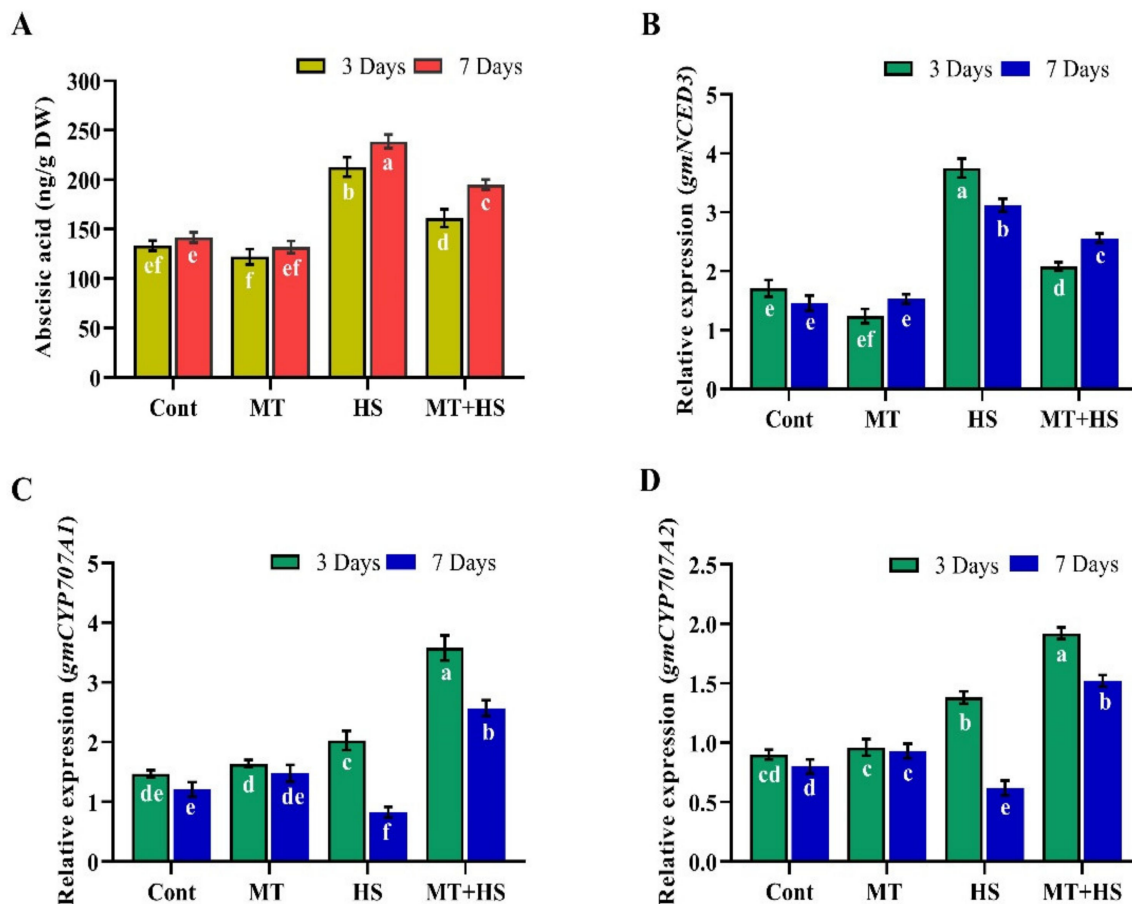 A
3 Days 7 Days
Abscisic acid (ng/g DW)
300
250
200
150
100
50
0
ef e f ef b a d c
Cont MT HS MT+HS
B
3 Days 7 Days
Relative expression (gmNCED3)
5
4
3
2
1
0
e e ef e a b d c
Cont MT HS MT+HS
C
3 Days 7 Days
Relative expression (gmCYP707A1)
5
4
3
2
1
0
de e d de c f a b
Cont MT HS MT+HS
D
3 Days 7 Days
Relative expression (gmCYP707A2)
2.5
2.0
1.5
1.0
0.5
0.0
cd d c c b e a b
Cont MT HS MT+HS